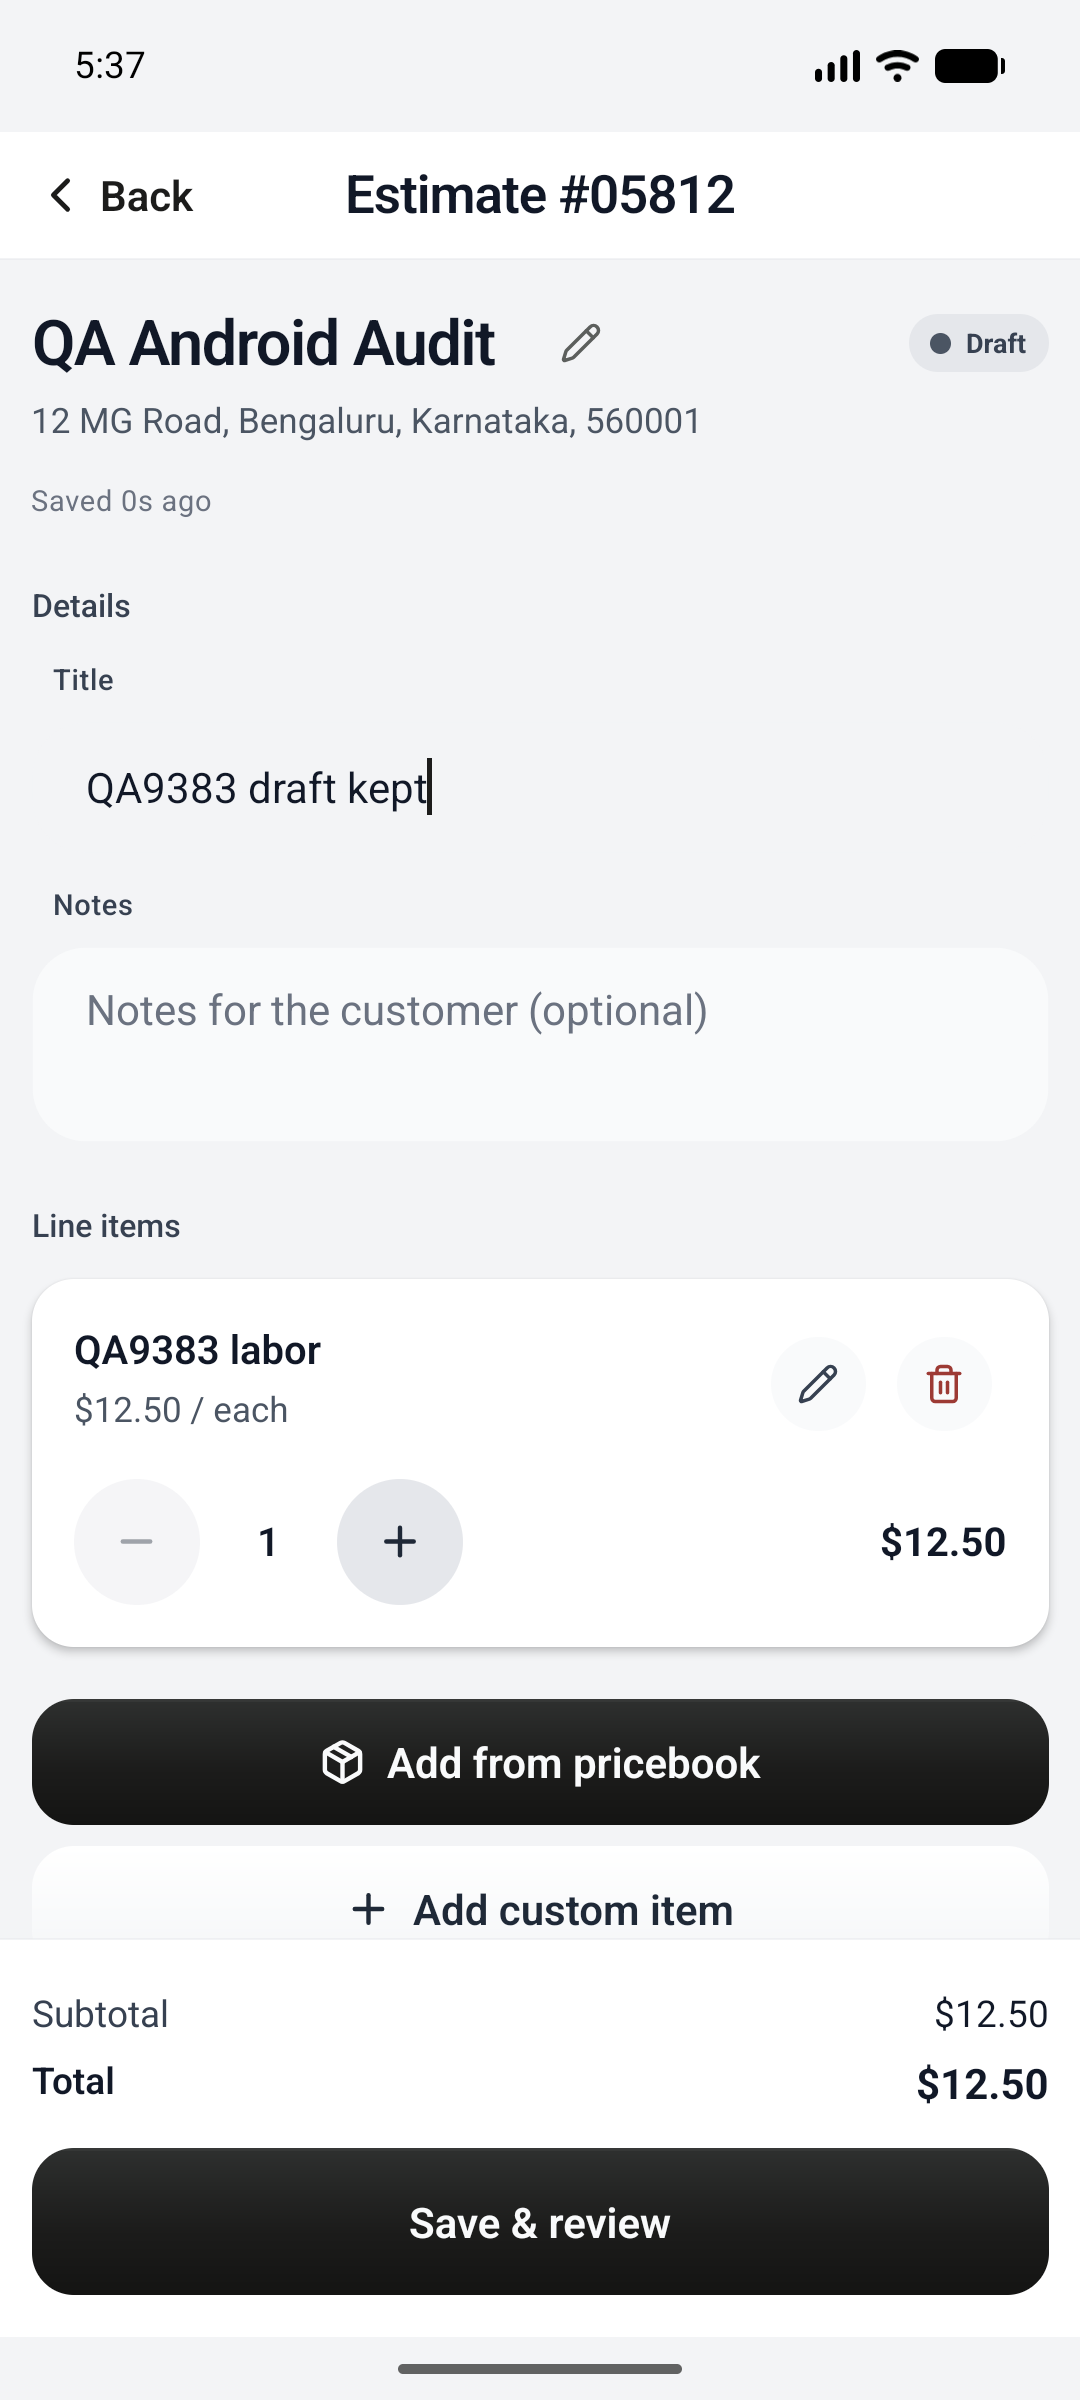 5:37
Back
Estimate #05812
QA Android Audit
Draft
12 MG Road, Bengaluru, Karnataka, 560001
Saved 0s ago
Details
Title
QA9383 draft kept
Notes
Notes for the customer (optional)
Line items
QA9383 labor
$12.50 / each
1
$12.50
Add from pricebook
Add custom item
Subtotal
$12.50
Total
$12.50
Save & review